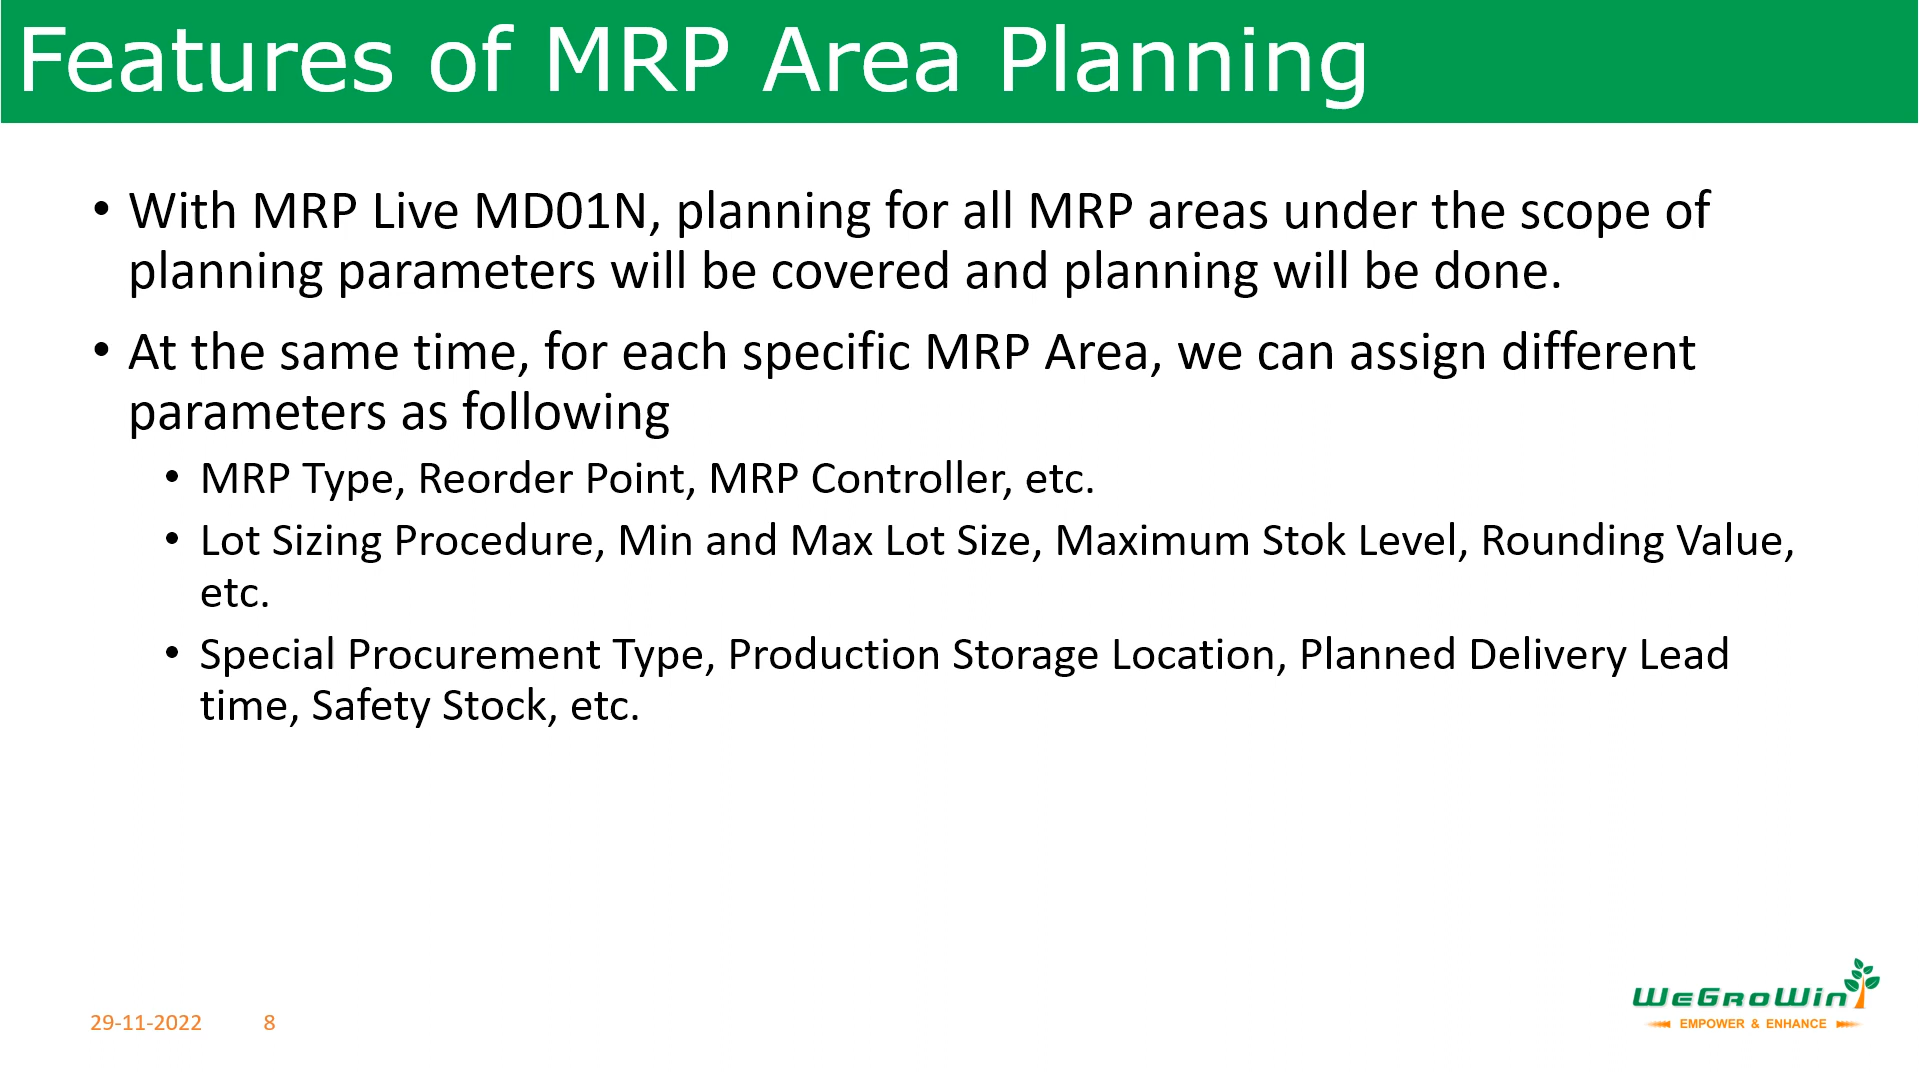 Features of MRP Area Planning
• With MRP Live MD01N, planning for all MRP areas under the scope of
planning parameters will be covered and planning will be done.
• At the same time, for each specific MRP Area, we can assign different
parameters as following
• MRP Type, Reorder Point, MRP Controller, etc.
• Lot Sizing Procedure, Min and Max Lot Size, Maximum Stok Level, Rounding Value,
etc.
• Special Procurement Type, Production Storage Location, Planned Delivery Lead
time, Safety Stock, etc.
29-11-2022 8
WeGroWin
EMPOWER & ENHANCE